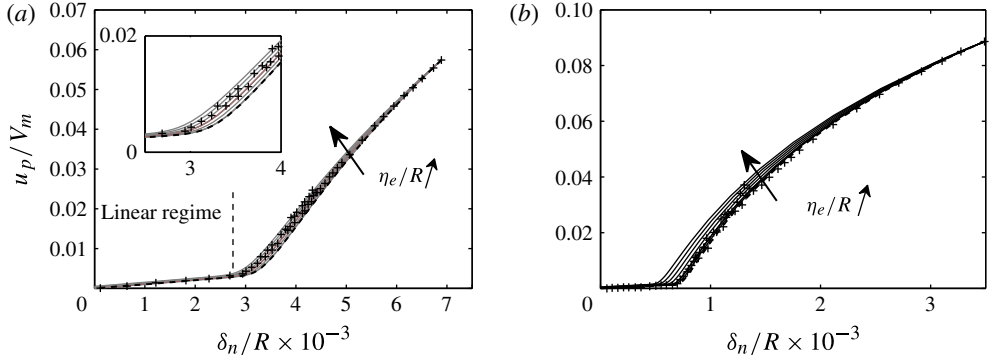 (a)
0.07
0.06
0.05
0.04
0.03
0.02
0.01
0 1 2 3 4 5 6 7
u_p/V_m
δ_n/R × 10⁻³
0.02
0
3 4
Linear regime
η_e/R
(b)
0.10
0.08
0.06
0.04
0.02
0 1 2 3
δ_n/R × 10⁻³
η_e/R